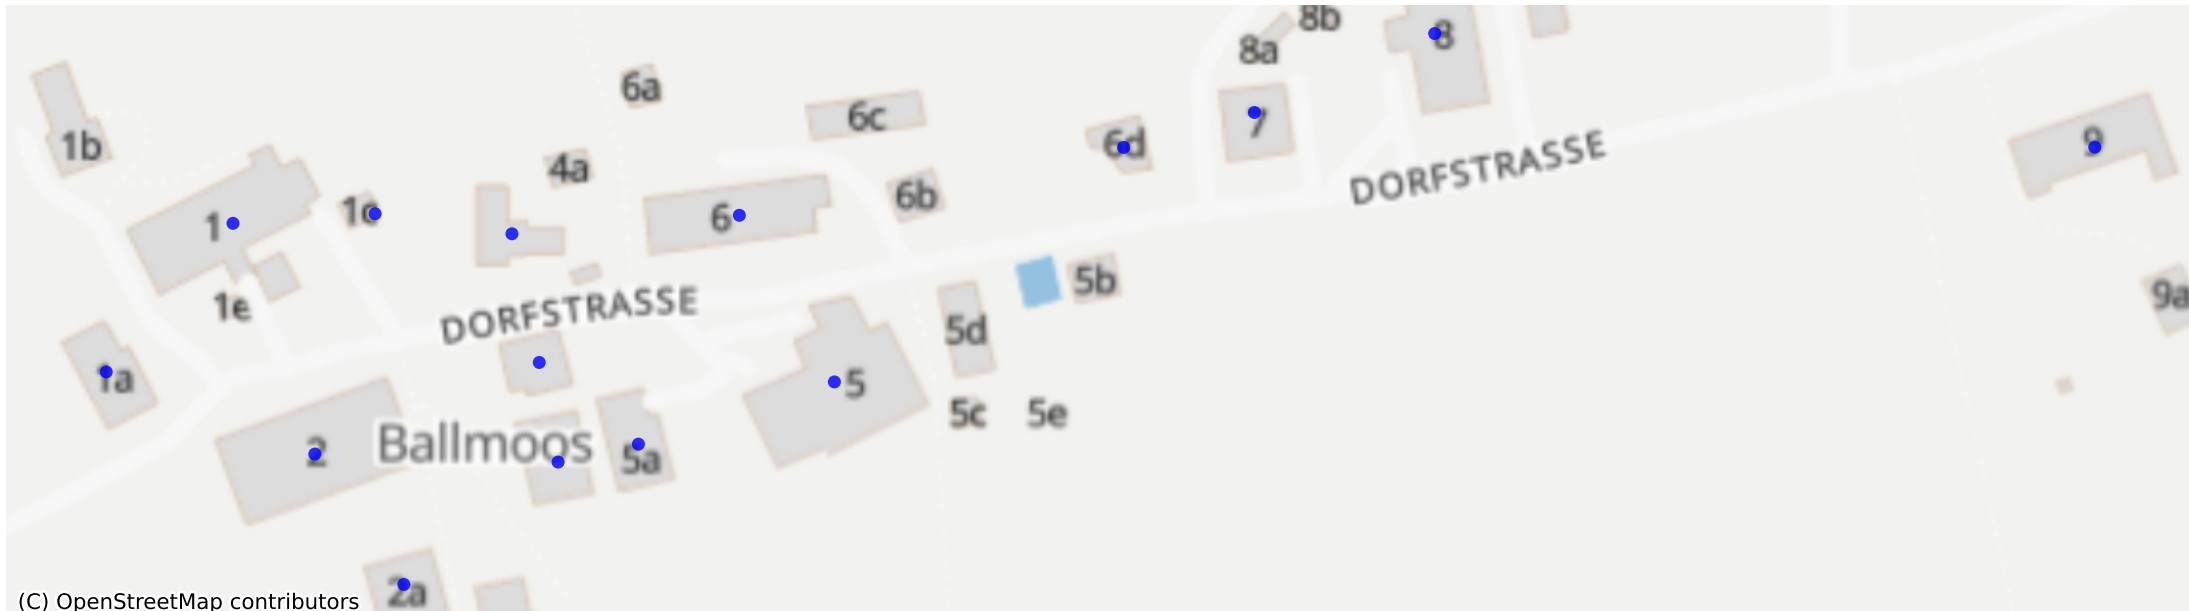 8b
8
8a
6a
6c
7
1b
6d
9
4a
6b
DORFSTRASSE
1
6
5b
9a
1e
DORFSTRASSE
5d
1a
5
5c
5e
2
Ballmoos
5a
2a
(C) OpenStreetMap contributors